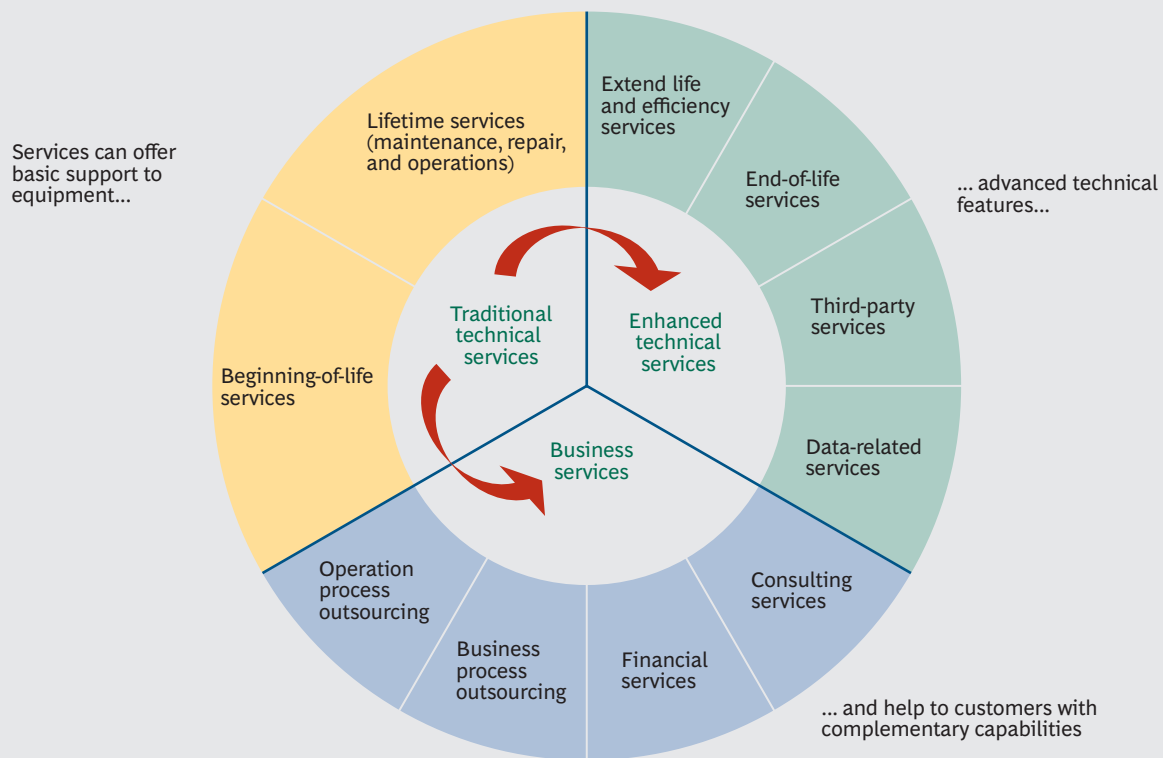 Services can offer
basic support to
equipment...
Lifetime services
(maintenance, repair,
and operations)
Beginning-of-life
services
Extend life
and efficiency
services
End-of-life
services
Third-party
services
Data-related
services
... advanced technical
features...
Traditional
technical
services
Enhanced
technical
services
Business
services
Operation
process
outsourcing
Business
process
outsourcing
Financial
services
Consulting
services
... and help to customers with
complementary capabilities